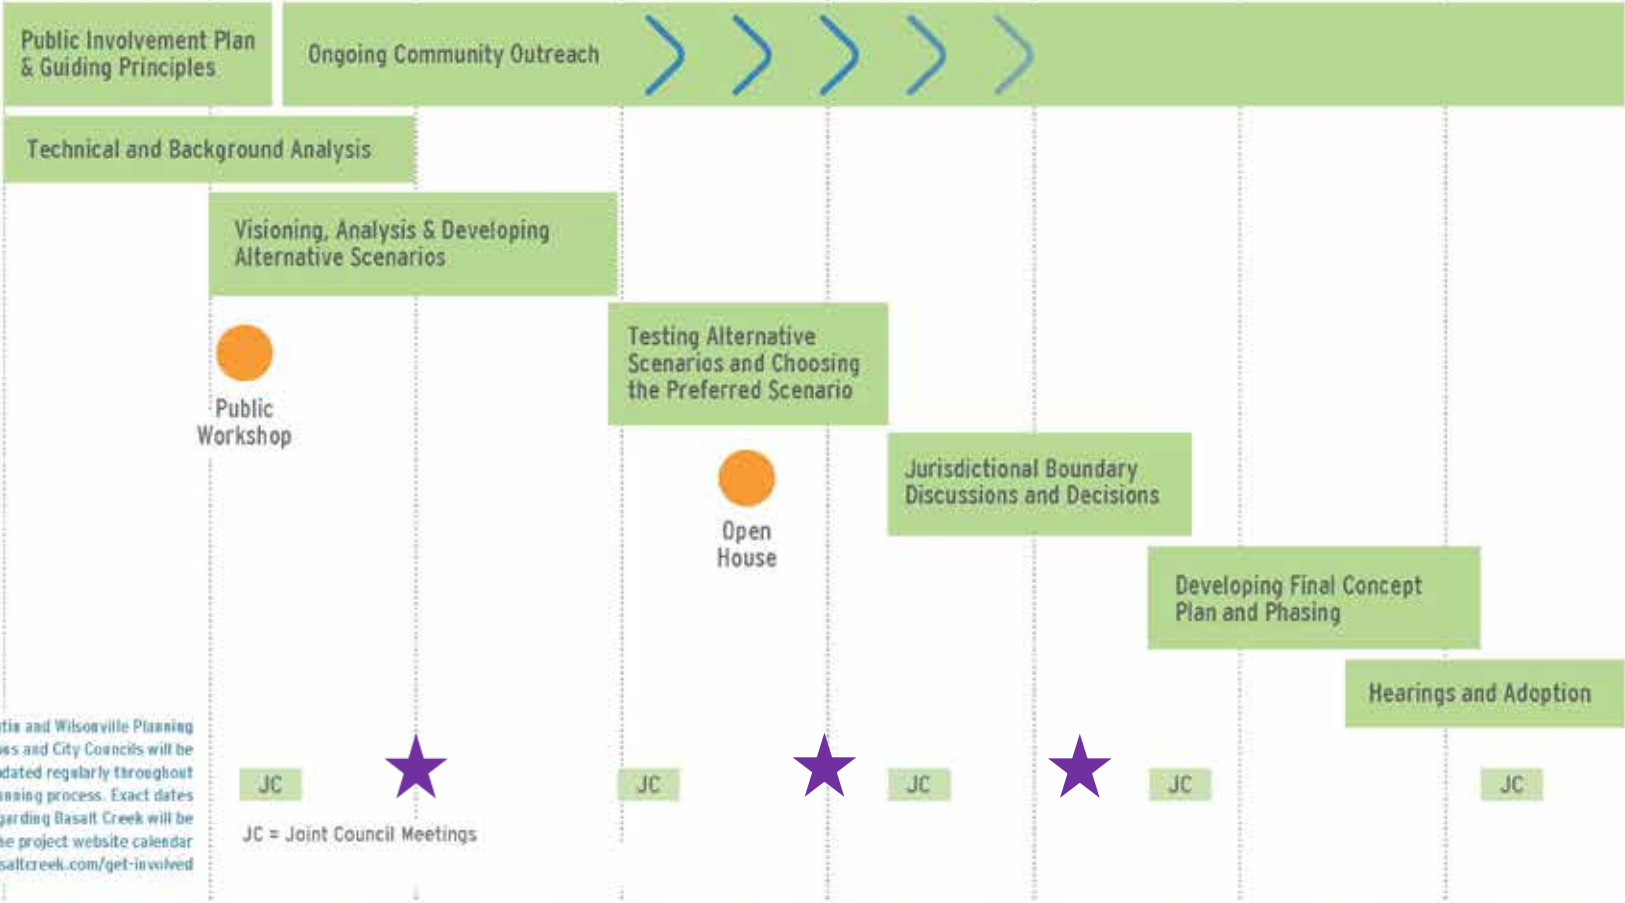 Public Involvement Plan
& Guiding Principles
Ongoing Community Outreach
Technical and Background Analysis
Visioning, Analysis & Developing
Alternative Scenarios
Public
Workshop
Testing Alternative
Scenarios and Choosing
the Preferred Scenario
Open
House
Jurisdictional Boundary
Discussions and Decisions
Developing Final Concept
Plan and Phasing
Hearings and Adoption
and Wilsonville Planning
and City Councils will be
regularly throughout
process. Exact dates
Basalt Creek will be
project website calendar
JC
JC
JC
JC
JC
JC = Joint Council Meetings